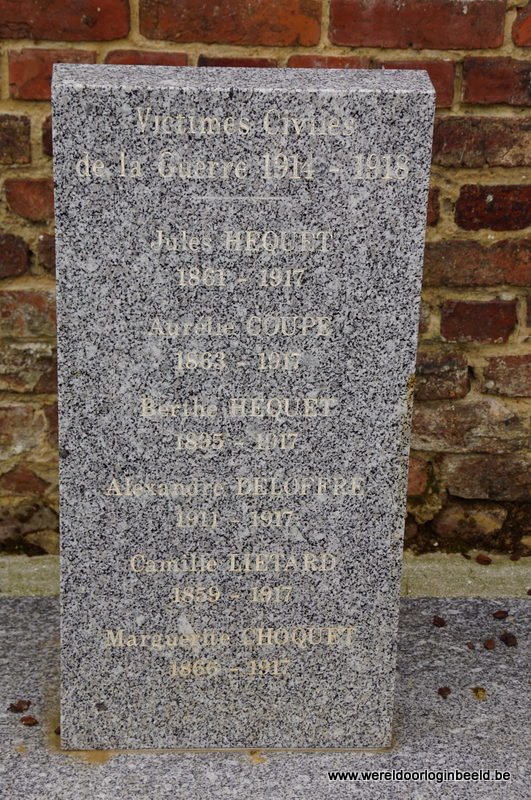 Victimes Civiles
de la Guerre 1914 - 1918
Jules HEQUET
1861 - 1917
Aurélie COUPE
1863 - 1917
Berthe HEQUET
1895 - 1917
Alexandre DELOFFRE
1911 - 1917
Camille LIETARD
1859 - 1917
Marguerite CHOQUET
1866 - 1917
www.wereldoorloginbeeld.be